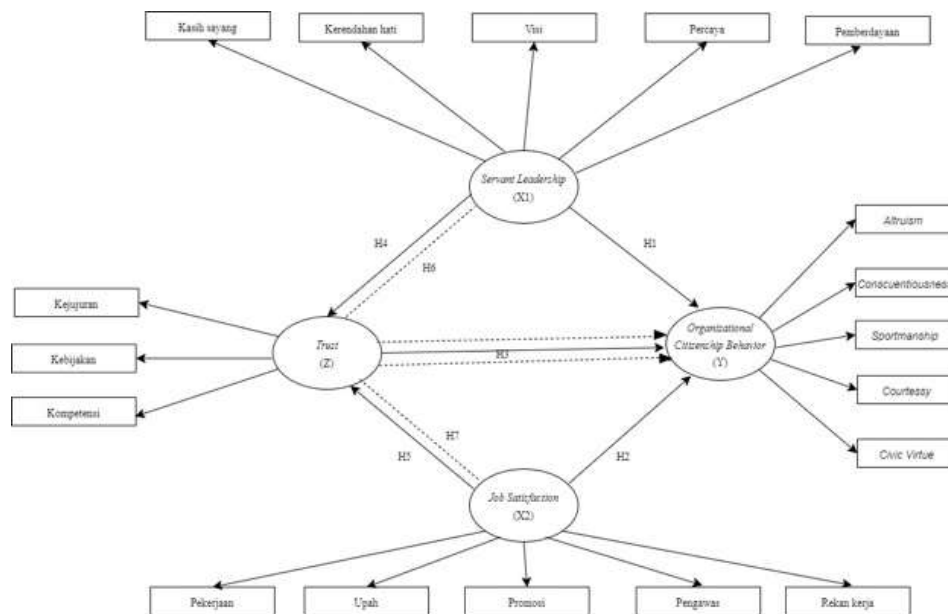 Kasih sayang
Kerendahan hati
Visi
Percaya
Pemberdayaan
Servant Leadership
(X1)
H4
H6
H1
Altruism
Conscuentiousness
Sportmanship
Courtessy
Civic Virtue
Kejujuran
Kebijakan
Kompetensi
Trust
(Z)
H3
Organizational
Citizenship Behavior
(Y)
H7
H5
H2
Job Satisfaction
(X2)
Pekerjaan
Upah
Promosi
Pengawas
Rekan kerja